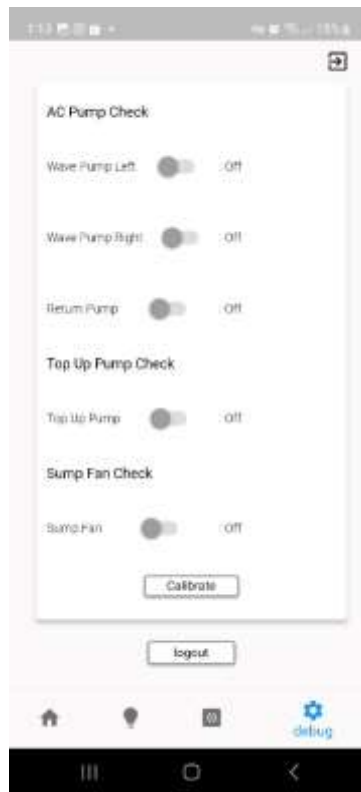 AC Pump Check
Wave Pump Left Off
Wave Pump Right Off
Return Pump Off
Top Up Pump Check
Top Up Pump Off
Sump Fan Check
Sump Fan Off
Calibrate
logout
debug